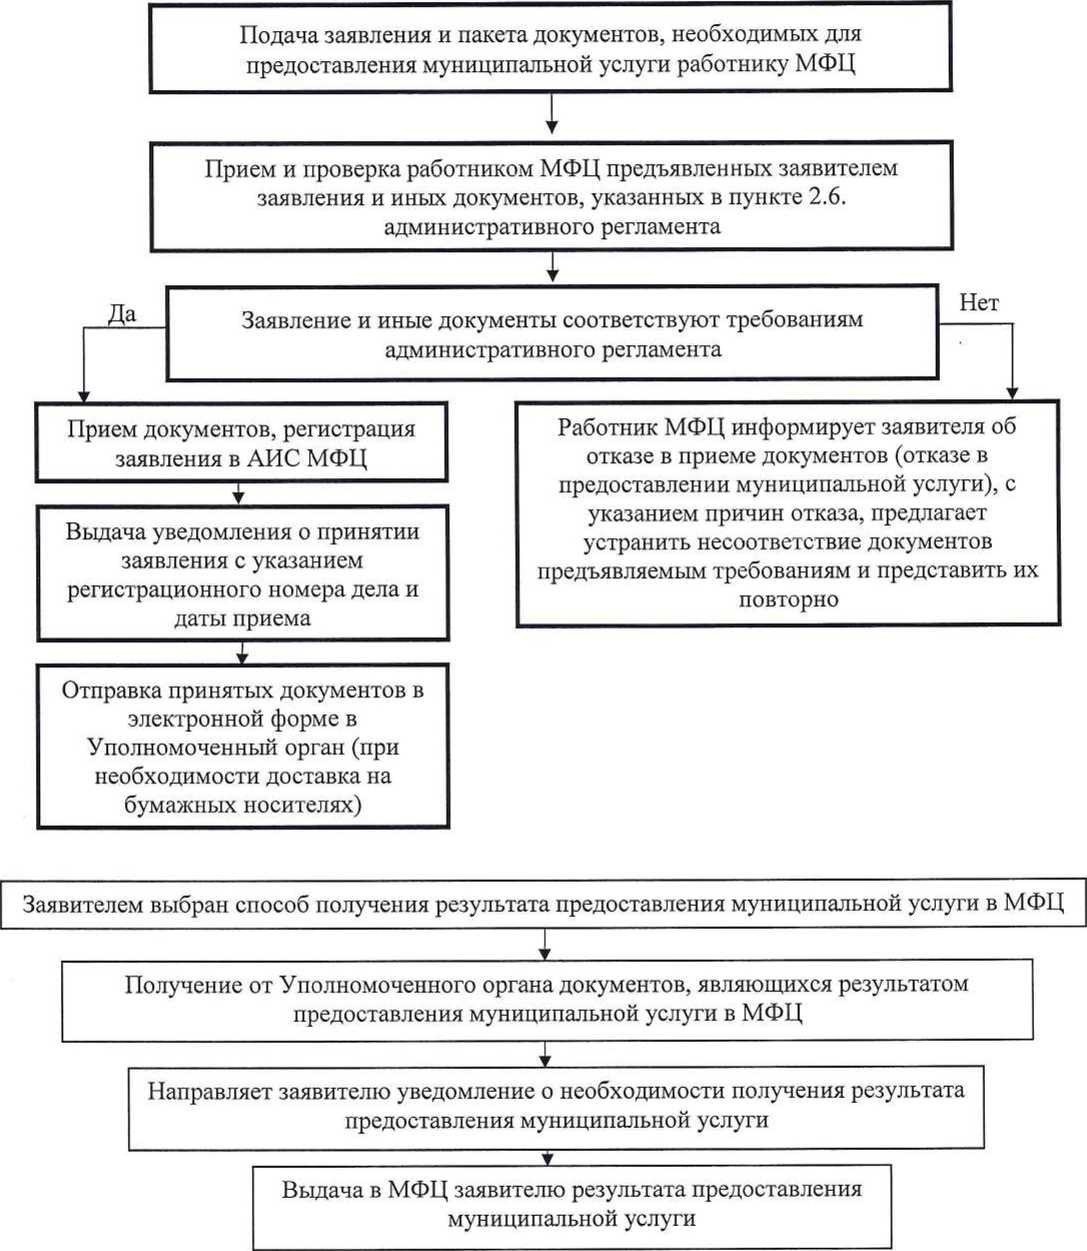 Подача заявления и пакета документов, необходимых для
предоставления муниципальной услуги работнику МФЦ
Прием и проверка работником МФЦ предъявленных заявителем
заявления и иных документов, указанных в пункте 2.6.
административного регламента
Да
Заявление и иные документы соответствуют требованиям
административного регламента
Нет
Прием документов, регистрация
заявления в АИС МФЦ
Выдача уведомления о принятии
заявления с указанием
регистрационного номера дела и
даты приема
Отправка принятых документов в
электронной форме в
Уполномоченный орган (при
необходимости доставка на
бумажных носителях)
Работник МФЦ информирует заявителя об
отказе в приеме документов (отказе в
предоставлении муниципальной услуги), с
указанием причин отказа, предлагает
устранить несоответствие документов
предъявляемым требованиям и представить их
повторно
Заявителем выбран способ получения результата предоставления муниципальной услуги в МФЦ
Получение от Уполномоченного органа документов, являющихся результатом
предоставления муниципальной услуги в МФЦ
Направляет заявителю уведомление о необходимости получения результата
предоставления муниципальной услуги
Выдача в МФЦ заявителю результата предоставления
муниципальной услуги